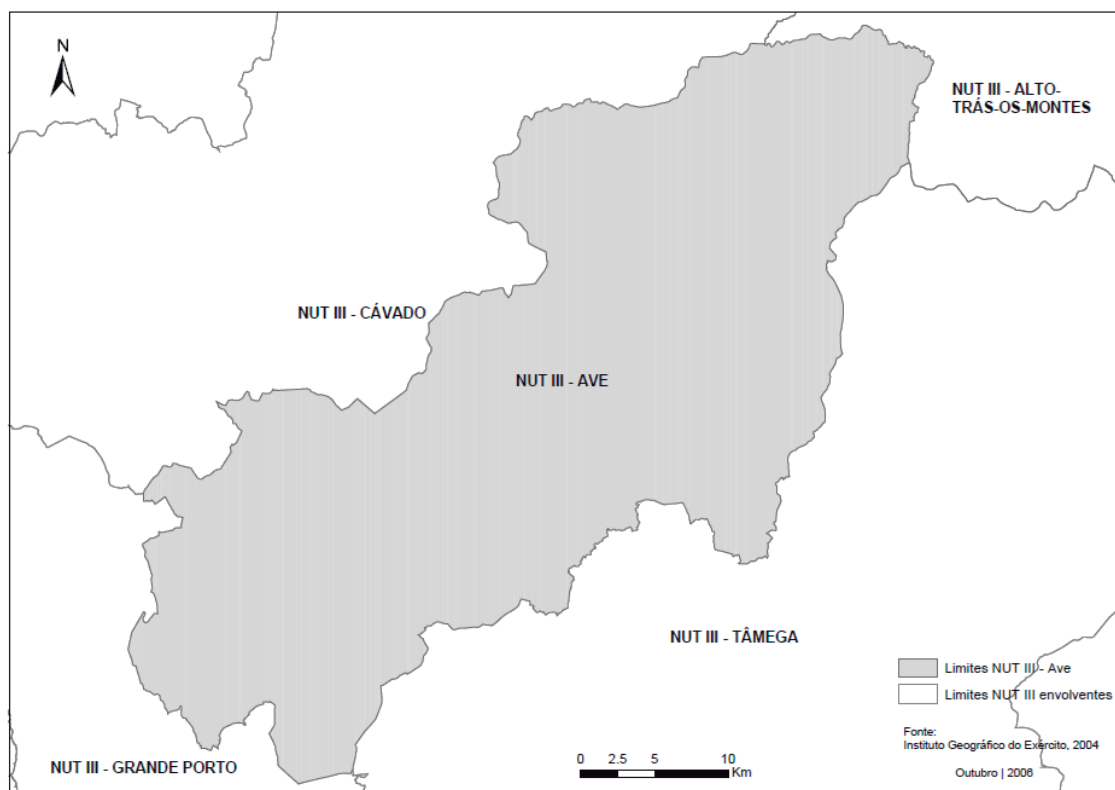 N
NUT III - ALTO-
TRÁS-OS-MONTES
NUT III - CÁVADO
NUT III - AVE
NUT III - TÂMEGA
Limites NUT III - Ave
Limites NUT III envolventes
Fonte:
Instituto Geográfico do Exército, 2004
Outubro | 2006
NUT III - GRANDE PORTO
0 2.5 5 10
Km